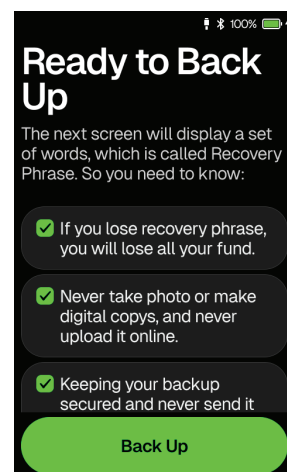 100%
Ready to Back
Up
The next screen will display a set
of words, which is called Recovery
Phrase. So you need to know:
If you lose recovery phrase,
you will lose all your fund.
Never take photo or make
digital copys, and never
upload it online.
Keeping your backup
secured and never send it
Back Up